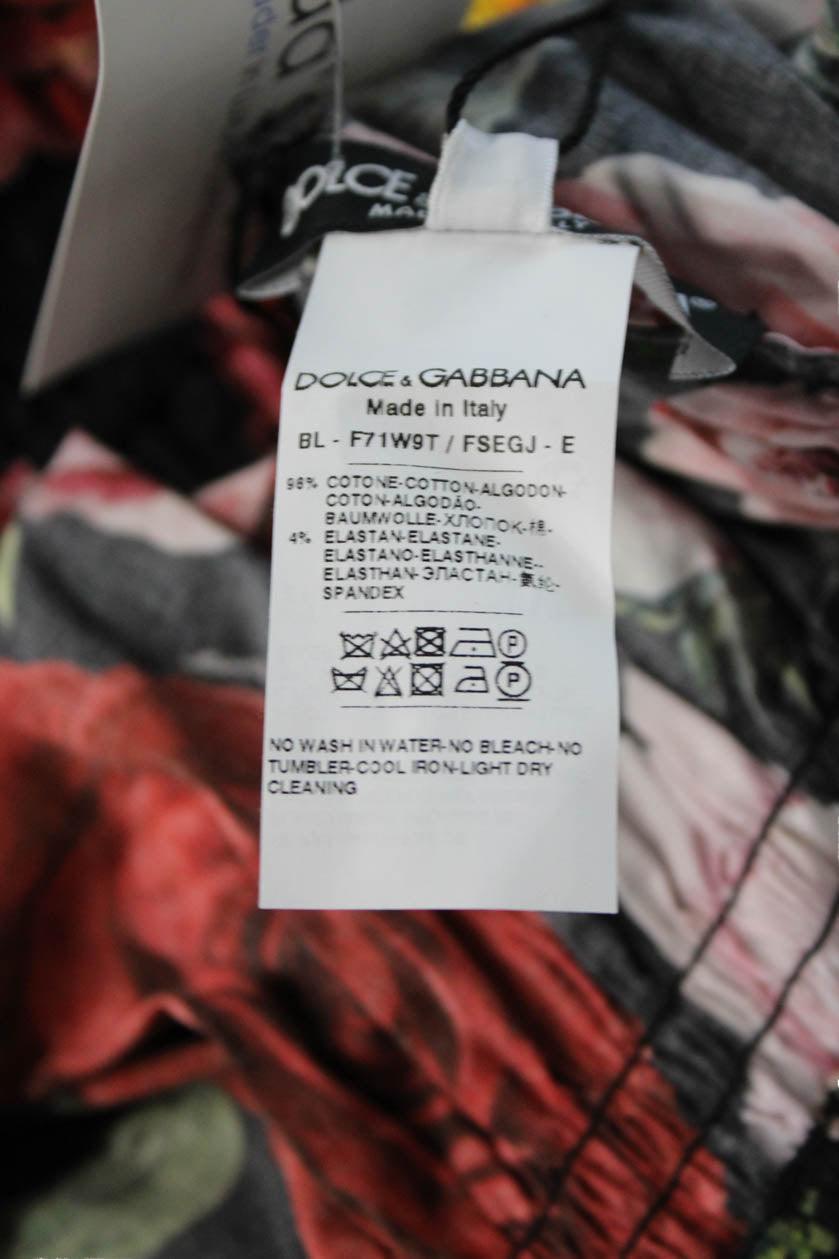 DOLCE &
DOLCE & GABBANA
Made in Italy
BL - F71W9T / FSEGJ - E
96% COTONE-COTTON-ALGODON-
COTON-ALGODÃO-
BAUMWOLLE-ХЛОПОК-棉-
4% ELASTAN-ELASTANE-
ELASTANO-ELASTHANNE-
ELASTHAN-ЭЛАСТАН-氨纶-
SPANDEX
P
P
NO WASH IN WATER-NO BLEACH-NO
TUMBLER-COOL IRON-LIGHT DRY
CLEANING